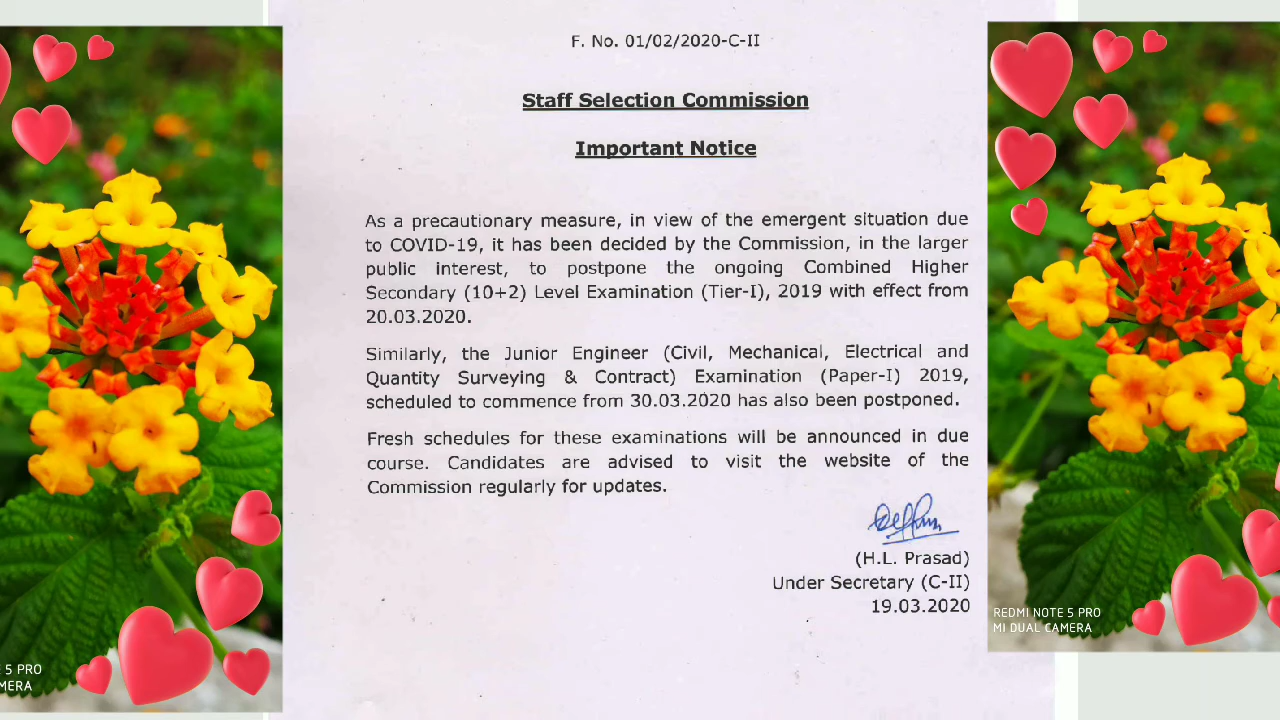 F. No. 01/02/2020-C-II
Staff Selection Commission
Important Notice
As a precautionary measure, in view of the emergent situation due
to COVID-19, it has been decided by the Commission, in the larger
public interest, to postpone the ongoing Combined Higher
Secondary (10+2) Level Examination (Tier-I), 2019 with effect from
20.03.2020.
Similarly, the Junior Engineer (Civil, Mechanical, Electrical and
Quantity Surveying & Contract) Examination (Paper-I) 2019,
scheduled to commence from 30.03.2020 has also been postponed.
Fresh schedules for these examinations will be announced in due
course. Candidates are advised to visit the website of the
Commission regularly for updates.
(H.L. Prasad)
Under Secretary (C-II)
19.03.2020
REDMI NOTE 5 PRO
MI DUAL CAMERA
5 PRO
MERA